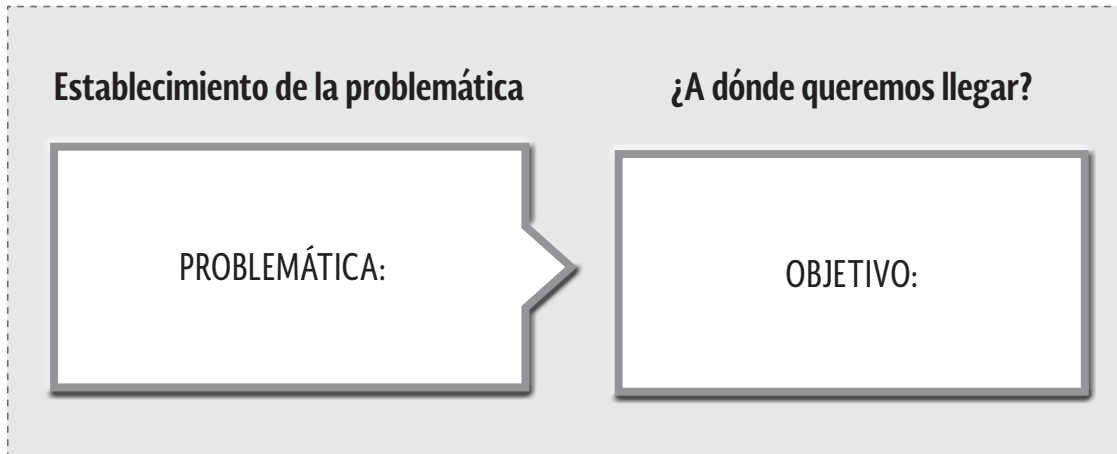 Establecimiento de la problemática
¿A dónde queremos llegar?
PROBLEMÁTICA:
OBJETIVO: